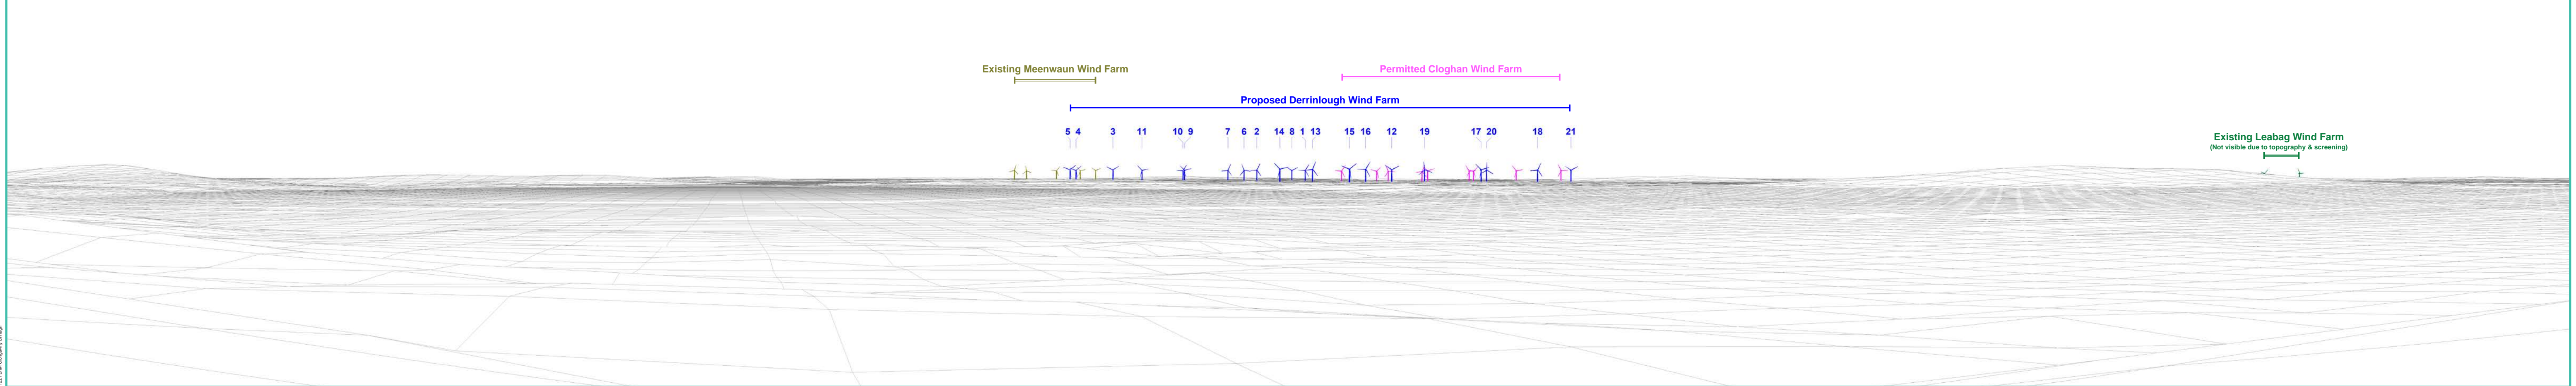 Existing Meenwaun Wind Farm
Permitted Cloghan Wind Farm
Proposed Derrinlough Wind Farm
5 4 3 11 10 9 7 6 2 14 8 1 13 15 16 12 19 17 20 18 21
Existing Leabag Wind Farm
(Not visible due to topography & screening)